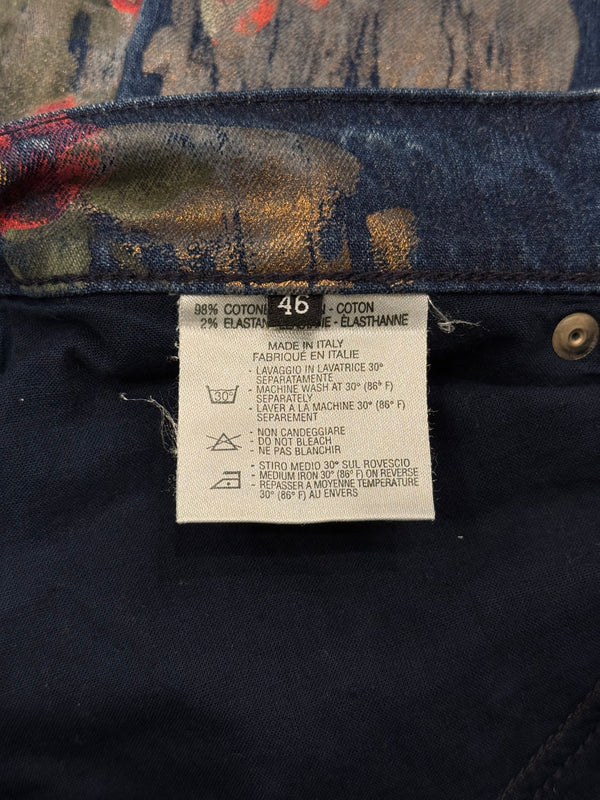 46
98% COTONE - COTTON - COTON
2% ELASTAN - ÉLASTHANNE
MADE IN ITALY
FABRIQUÉ EN ITALIE
- LAVAGGIO IN LAVATRICE 30°
SEPARATAMENTE
30°
- MACHINE WASH AT 30° (86° F)
SEPARATELY
- LAVER A LA MACHINE 30° (86° F)
SEPAREMENT
- NON CANDEGGIARE
- DO NOT BLEACH
- NE PAS BLANCHIR
- STIRO MEDIO 30° SUL ROVESCIO
- MEDIUM IRON 30° (86° F) ON REVERSE
- REPASSER A MOYENNE TEMPERATURE
30° (86° F) AU ENVERS